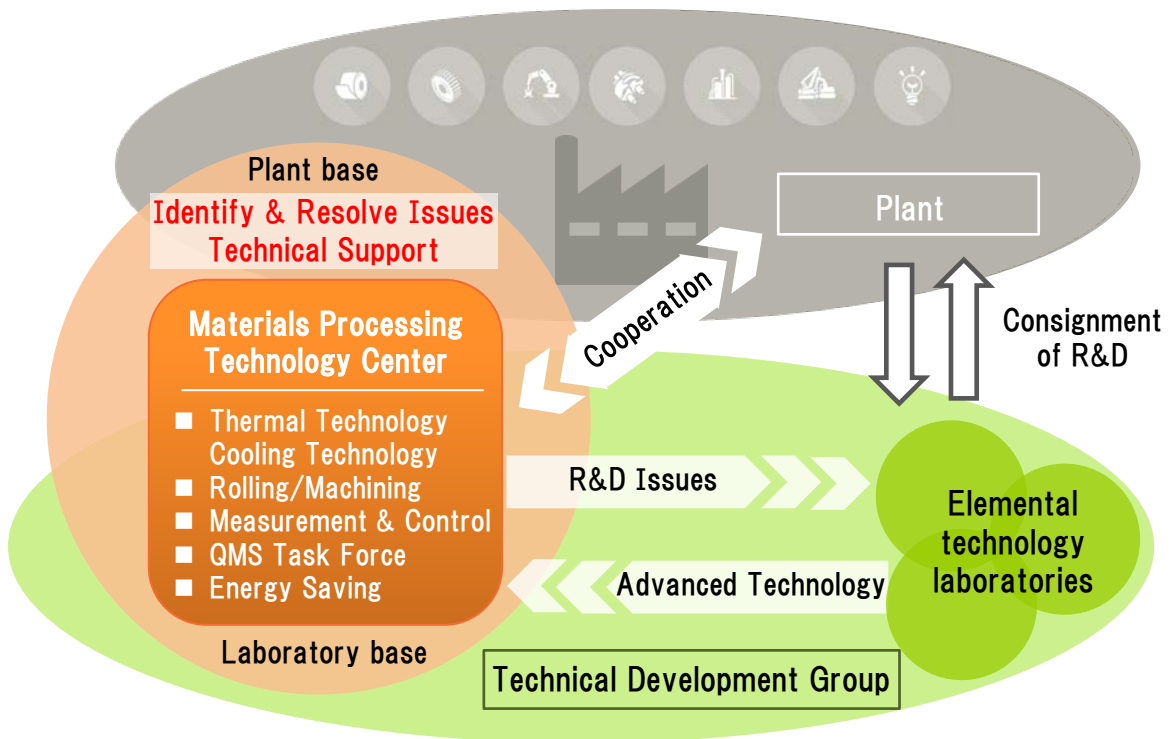 Plant base
Identify & Resolve Issues
Technical Support
Plant
Materials Processing
Technology Center
■ Thermal Technology
Cooling Technology
■ Rolling/Machining
■ Measurement & Control
■ QMS Task Force
■ Energy Saving
Laboratory base
Cooperation
Consignment
of R&D
R&D Issues
Advanced Technology
Elemental
technology
laboratories
Technical Development Group